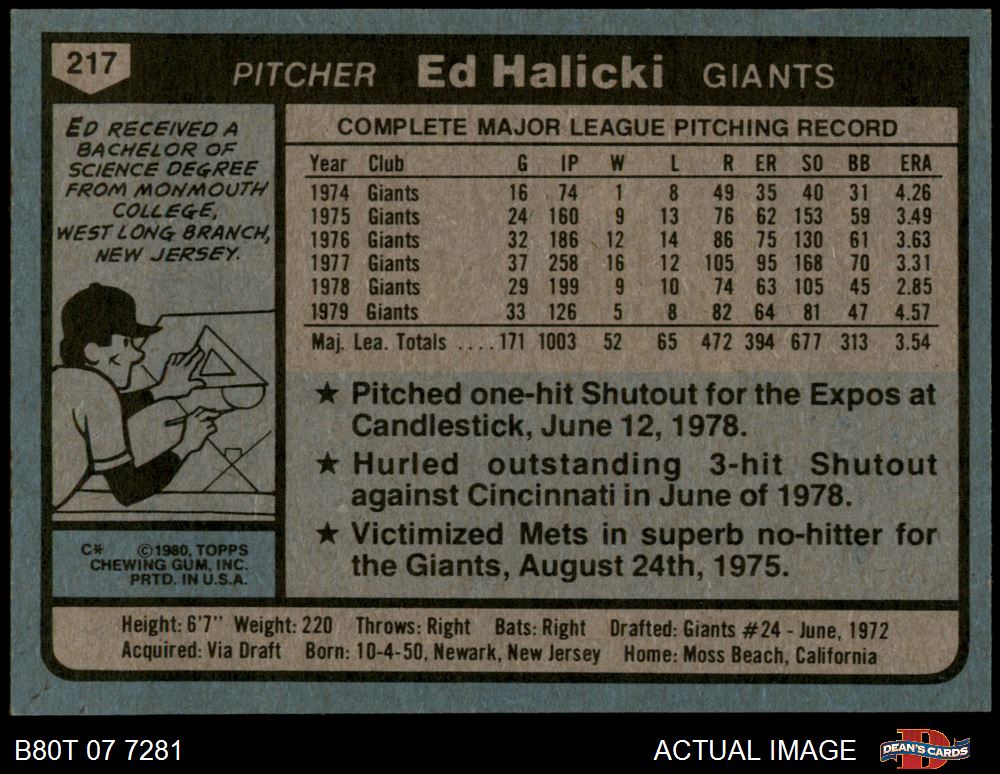 217
PITCHER Ed Halicki GIANTS
ED RECEIVED A
BACHELOR OF
SCIENCE DEGREE
FROM MONMOUTH
COLLEGE,
WEST LONG BRANCH,
NEW JERSEY.
COMPLETE MAJOR LEAGUE PITCHING RECORD
Year Club G IP W L R ER SO BB ERA
1974 Giants 16 74 1 8 49 35 40 31 4.26
1975 Giants 24 160 9 13 76 62 153 59 3.49
1976 Giants 32 186 12 14 86 75 130 61 3.63
1977 Giants 37 258 16 12 105 95 168 70 3.31
1978 Giants 29 199 9 10 74 63 105 45 2.85
1979 Giants 33 126 5 8 82 64 81 47 4.57
Maj. Lea. Totals ....171 1003 52 65 472 394 677 313 3.54
★ Pitched one-hit Shutout for the Expos at
Candlestick, June 12, 1978.
★ Hurled outstanding 3-hit Shutout
against Cincinnati in June of 1978.
★ Victimized Mets in superb no-hitter for
the Giants, August 24th, 1975.
C* ©1980, TOPPS
CHEWING GUM, INC.
PRTD. IN U.S.A.
Height: 6'7" Weight: 220 Throws: Right Bats: Right Drafted: Giants #24 - June, 1972
Acquired: Via Draft Born: 10-4-50, Newark, New Jersey Home: Moss Beach, California
B80T 07 7281
ACTUAL IMAGE
DEAN'S CARDS